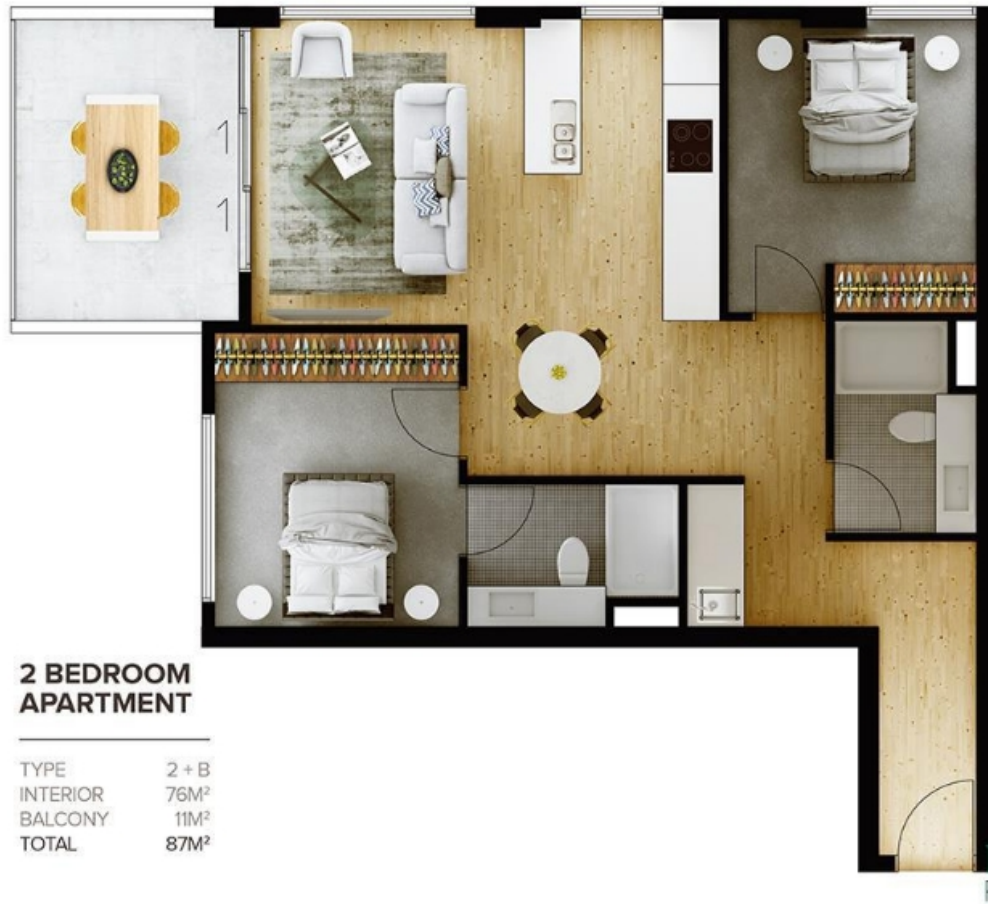 2 BEDROOM
APARTMENT
TYPE 2 + B
INTERIOR 76M²
BALCONY 11M²
TOTAL 87M²